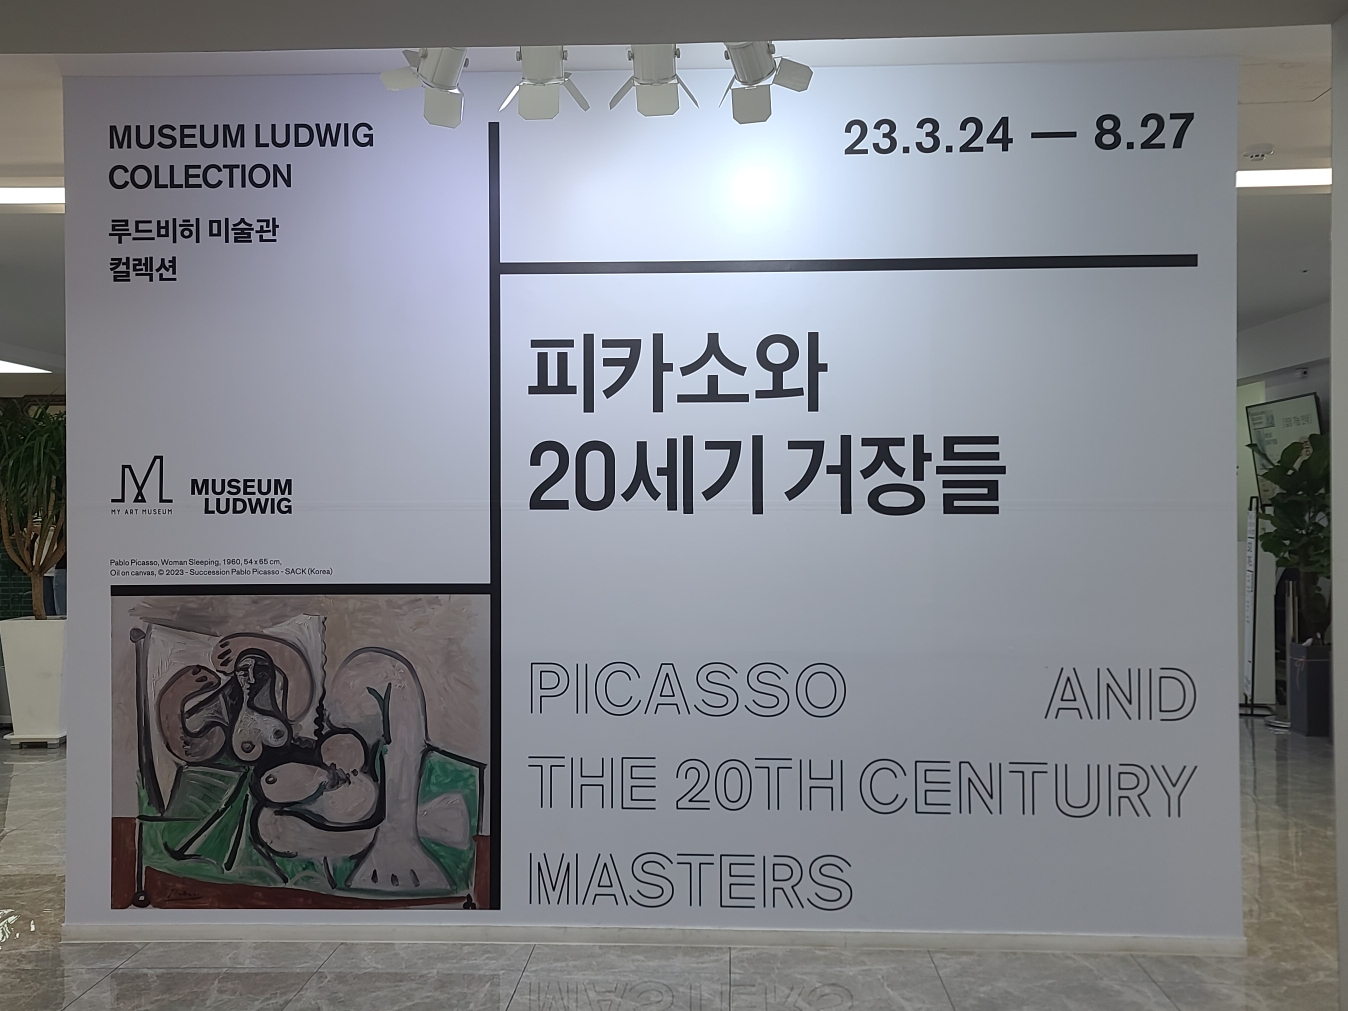 MUSEUM LUDWIG
COLLECTION
루드비히 미술관
컬렉션
23.3.24 — 8.27
피카소와
20세기 거장들
MY ART MUSEUM
MUSEUM
LUDWIG
Pablo Picasso, Woman Sleeping, 1960, 54 x 65 cm,
Oil on canvas, © 2023 - Succession Pablo Picasso - SACK (Korea)
PICASSO AND
THE 20TH CENTURY
MASTERS